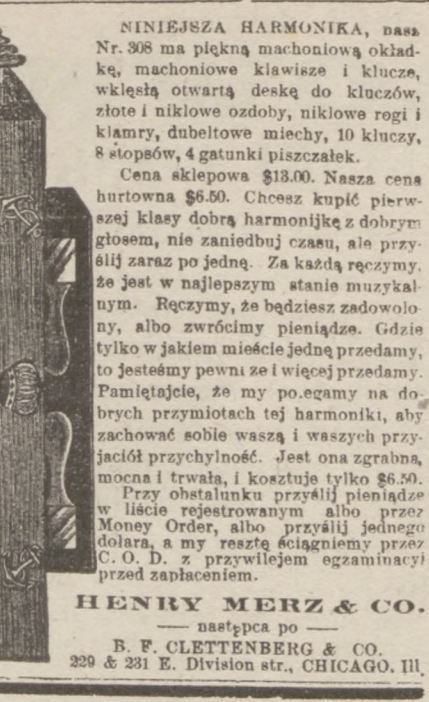 NINIEJSZA HARMONIKA, nasz
Nr. 308 ma piękną machoniową okład-
kę, machoniowe klawisze i klucze,
wklęsłą otwartą deskę do kluczów,
złote i niklowe ozdoby, niklowe rogi i
klamry, dubeltowe miechy, 10 kluczy,
8 stopsów, 4 gatunki piszczałek.
Cena sklepowa $13.00. Nasza cena
hurtowna $6.50. Chcesz kupić pierw-
szej klasy dobrą harmonijkę z dobrym
głosem, nie zaniedbuj czasu, ale przy-
ślij zaraz po jednę. Za każdą ręczymy,
że jest w najlepszym stanie muzykal-
nym. Ręczymy, że będziesz zadowolo-
ny, albo zwrócimy pieniądze. Gdzie
tylko w jakiem mieście jednę przedamy,
to jesteśmy pewni ze i więcej przedamy.
Pamiętajcie, że my po.egamy na do-
brych przymiotach tej harmoniki, aby
zachować sobie waszą i waszych przy-
jaciół przychylność. Jest ona zgrabna,
mocna i trwała, i kosztuje tylko $6.50.
Przy obstalunku przyślij pieniądze
w liście rejestrowanym albo przez
Money Order, albo przyślij jednego
dolara, a my resztę ściągniemy przez
C. O. D. z przywilejem egzaminacyi
przed zapłaceniem.
HENRY MERZ & CO.
— następca po —
B. F. CLETTENBERG & CO.
229 & 231 E. Division str., CHICAGO. Ill.